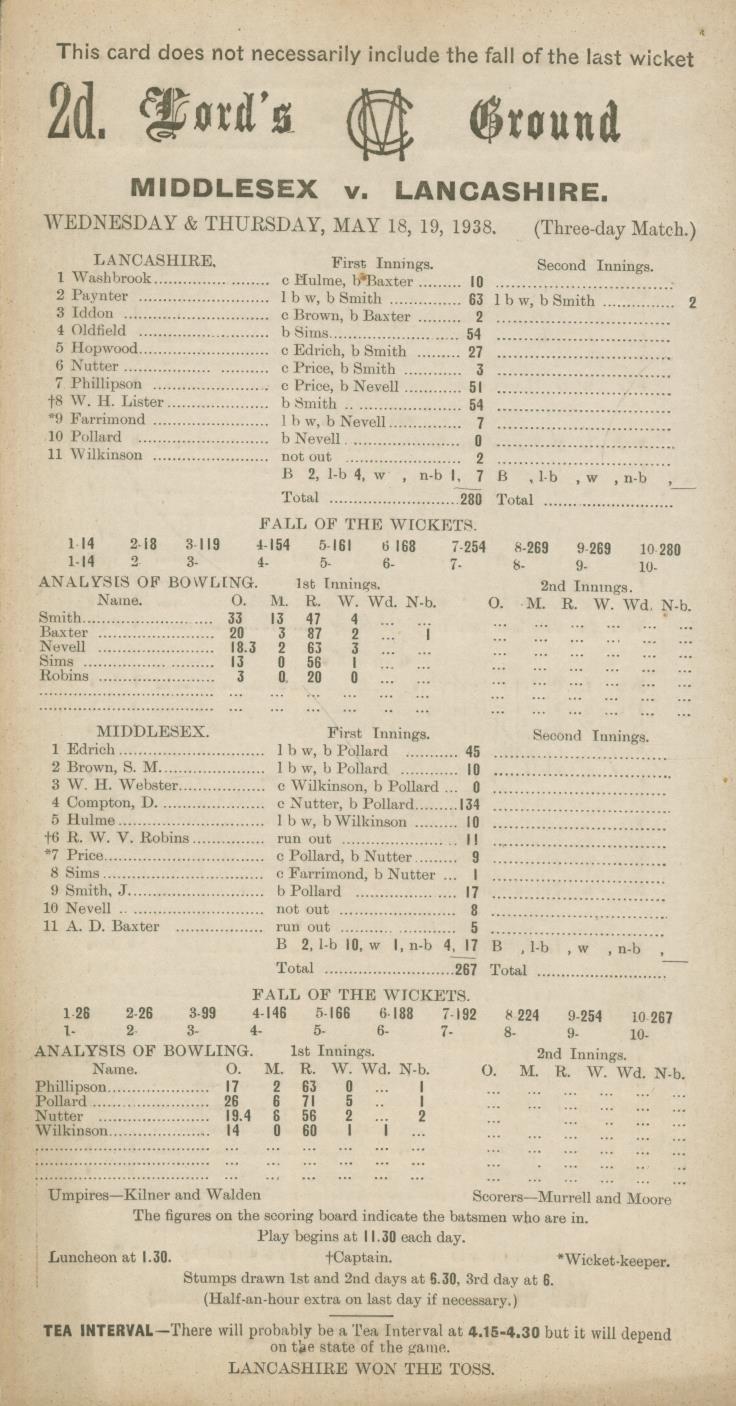 This card does not necessarily include the fall of the last wicket
2d. Lord's MCC Ground
MIDDLESEX v. LANCASHIRE.
WEDNESDAY & THURSDAY, MAY 18, 19, 1938. (Three-day Match.)
LANCASHIRE, First Innings. Second Innings.
1 Washbrook.................. c Hulme, b Baxter ......... 10 ...........................
2 Paynter .................. l b w, b Smith ............ 63 l b w, b Smith ............ 2
3 Iddon .................. c Brown, b Baxter ......... 2 ...........................
4 Oldfield .................. b Sims..................... 54 ...........................
5 Hopwood.................. c Edrich, b Smith ......... 27 ...........................
6 Nutter .................. c Price, b Smith ......... 3 ...........................
7 Phillipson .................. c Price, b Nevell ......... 51 ...........................
†8 W. H. Lister .................. b Smith .. ............... 54 ...........................
*9 Farrimond .................. l b w, b Nevell ............ 7 ...........................
10 Pollard .................. b Nevell .................. 0 ...........................
11 Wilkinson .................. not out .................. 2 ...........................
B 2, l-b 4, w , n-b 1, 7 B , l-b , w , n-b ,
Total ........................280 Total ........................
FALL OF THE WICKETS.
1-14 2-18 3-119 4-154 5-161 6 168 7-254 8-269 9-269 10-280
1-14 2 3- 4- 5- 6- 7- 8- 9- 10-
ANALYSIS OF BOWLING. 1st Innings. 2nd Innings.
Name. O. M. R. W. Wd. N-b. O. M. R. W. Wd. N-b.
Smith.................. 33 13 47 4 ... ... ... ... ... ... ... ...
Baxter .................. 20 3 87 2 ... 1 ... ... ... ... ... ...
Nevell .................. 18.3 2 63 3 ... ... ... ... ... ... ... ...
Sims .................. 13 0 56 1 ... ... ... ... ... ... ... ...
Robins .................. 3 0 20 0 ... ... ... ... ... ... ... ...
........................ ... ... ... ... ... ... ... ... ... ... ... ...
........................ ... ... ... ... ... ... ... ... ... ... ... ...
MIDDLESEX. First Innings. Second Innings.
1 Edrich .................. l b w, b Pollard ......... 45 ...........................
2 Brown, S. M.................. l b w, b Pollard ......... 10 ...........................
3 W. H. Webster............... c Wilkinson, b Pollard ... 0 ...........................
4 Compton, D. ............... c Nutter, b Pollard.........134 ...........................
5 Hulme .................. l b w, b Wilkinson ......... 10 ...........................
†6 R. W. V. Robins ............ run out .................. 11 ...........................
*7 Price.................. c Pollard, b Nutter ......... 9 ...........................
8 Sims .................. c Farrimond, b Nutter ... 1 ...........................
9 Smith, J.................. b Pollard .................. 17 ...........................
10 Nevell .................. not out .................. 8 ...........................
11 A. D. Baxter ............... run out .................. 5 ...........................
B 2, l-b 10, w 1, n-b 4, 17 B , l-b , w , n-b ,
Total ........................267 Total ........................
FALL OF THE WICKETS.
1-26 2-26 3-99 4-146 5-166 6-188 7-192 8 224 9-254 10 267
1- 2 3- 4- 5- 6- 7- 8- 9- 10-
ANALYSIS OF BOWLING. 1st Innings. 2nd Innings.
Name. O. M. R. W. Wd. N-b. O. M. R. W. Wd. N-b.
Phillipson.................. 17 2 63 0 ... 1 ... ... ... ... ... ...
Pollard .................. 26 6 71 5 .. 1 ... ... ... ... ... ...
Nutter .................. 19.4 6 56 2 ... 2 ... ... ... ... ... ...
Wilkinson.................. 14 0 60 1 1 ... ... ... ... ... ... ...
........................ ... ... ... ... ... ... ... ... ... ... ... ...
........................ ... ... ... ... ... ... ... ... ... ... ... ...
........................ ... ... ... ... ... ... ... ... ... ... ... ...
Umpires—Kilner and Walden Scorers—Murrell and Moore
The figures on the scoring board indicate the batsmen who are in.
Play begins at 11.30 each day.
Luncheon at 1.30. †Captain. *Wicket-keeper.
Stumps drawn 1st and 2nd days at 6.30, 3rd day at 6.
(Half-an-hour extra on last day if necessary.)
TEA INTERVAL—There will probably be a Tea Interval at 4.15-4.30 but it will depend
on the state of the game.
LANCASHIRE WON THE TOSS.